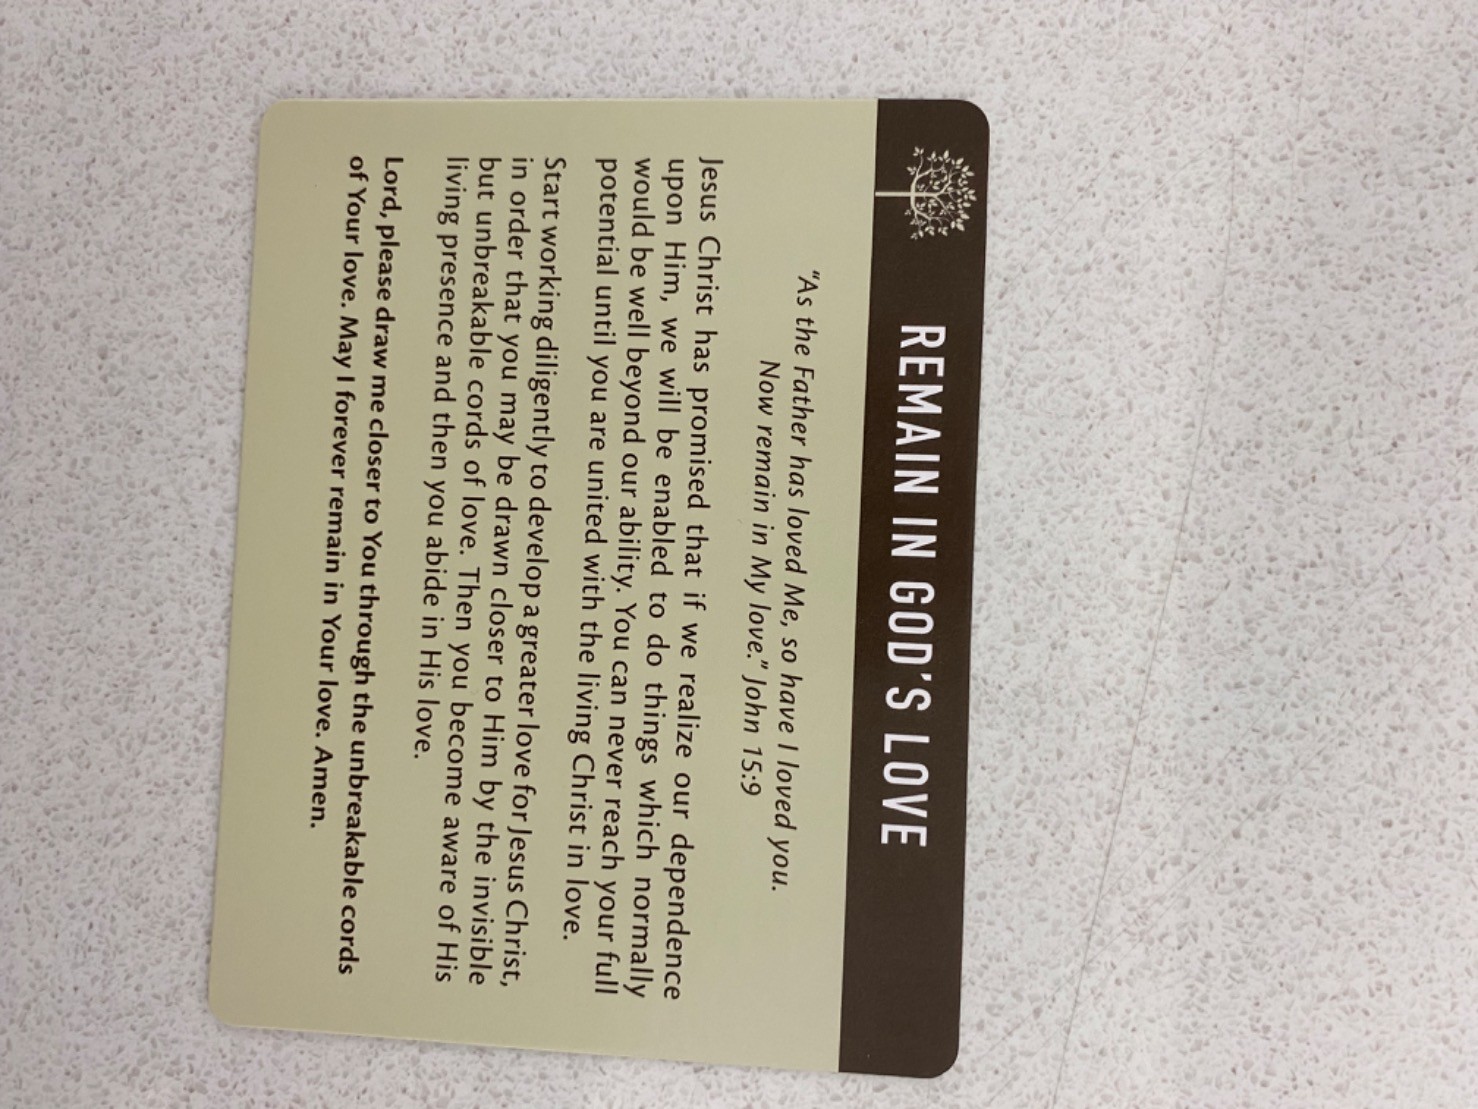 REMAIN IN GOD'S LOVE
"As the Father has loved Me, so have I loved you.
Now remain in My love." John 15:9
Jesus Christ has promised that if we realize our dependence
upon Him, we will be enabled to do things which normally
would be well beyond our ability. You can never reach your full
potential until you are united with the living Christ in love.
Start working diligently to develop a greater love for Jesus Christ,
in order that you may be drawn closer to Him by the invisible
but unbreakable cords of love. Then you become aware of His
living presence and then you abide in His love.
Lord, please draw me closer to You through the unbreakable cords
of Your love. May I forever remain in Your love. Amen.